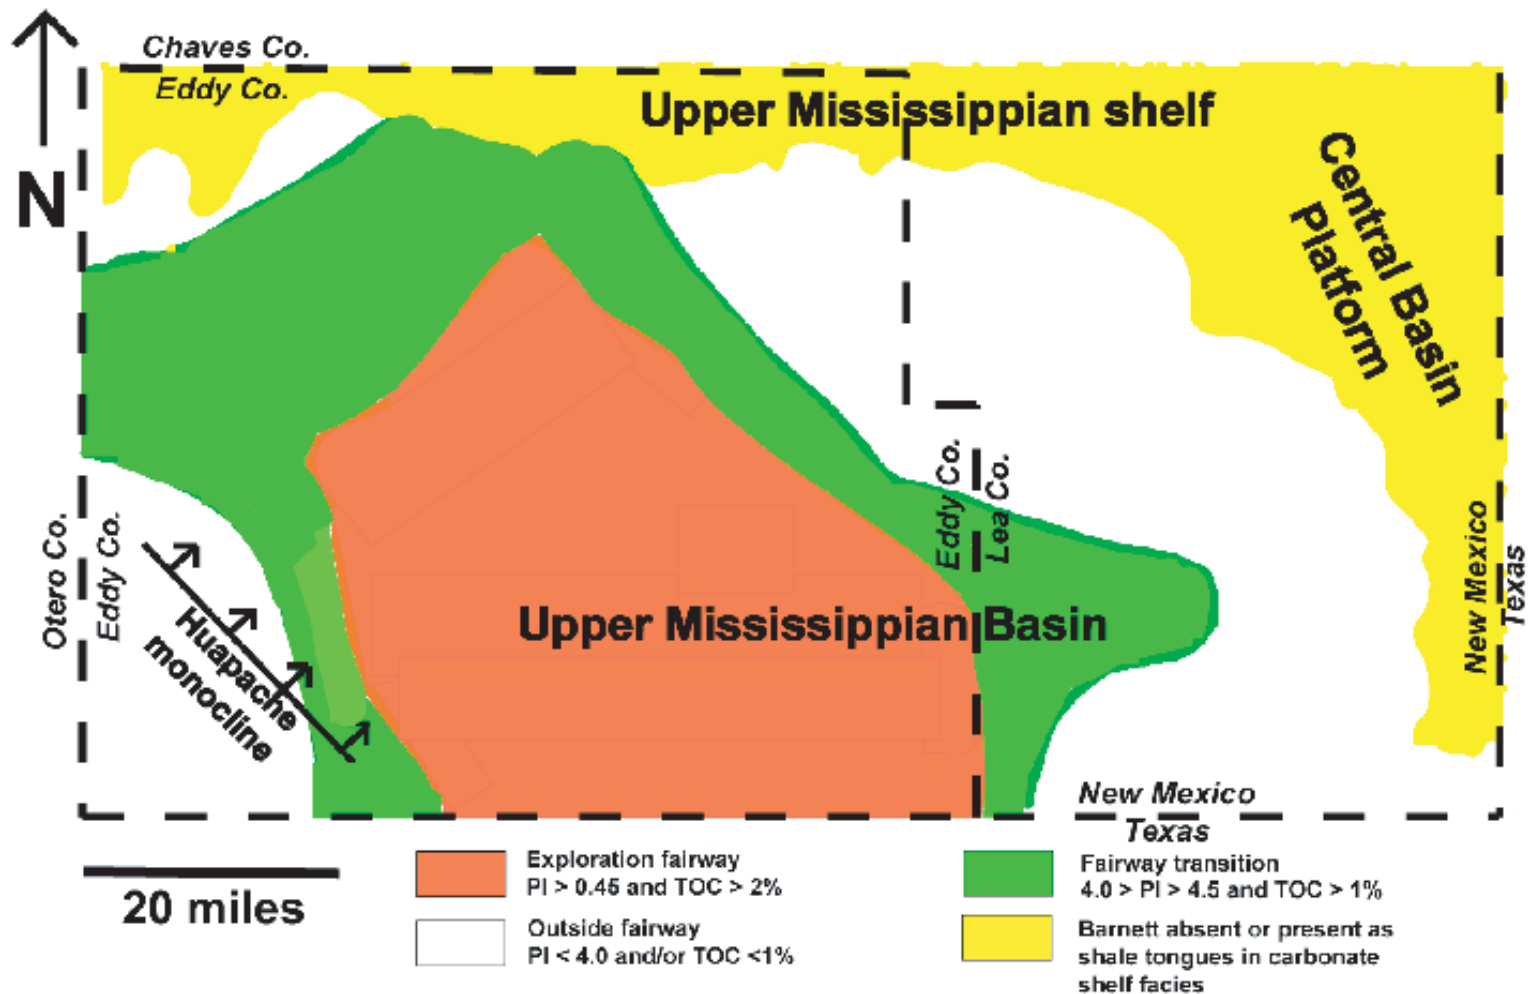 Chaves Co.
Eddy Co.
N
Upper Mississippian shelf
Central Basin
Platform
Eddy Co.
Lea Co.
Otero Co.
Eddy Co.
Huapache
monocline
Upper Mississippian Basin
New Mexico
Texas
New Mexico
Texas
20 miles
Exploration fairway
PI > 0.45 and TOC > 2%
Outside fairway
PI < 4.0 and/or TOC <1%
Fairway transition
4.0 > PI > 4.5 and TOC > 1%
Barnett absent or present as
shale tongues in carbonate
shelf facies